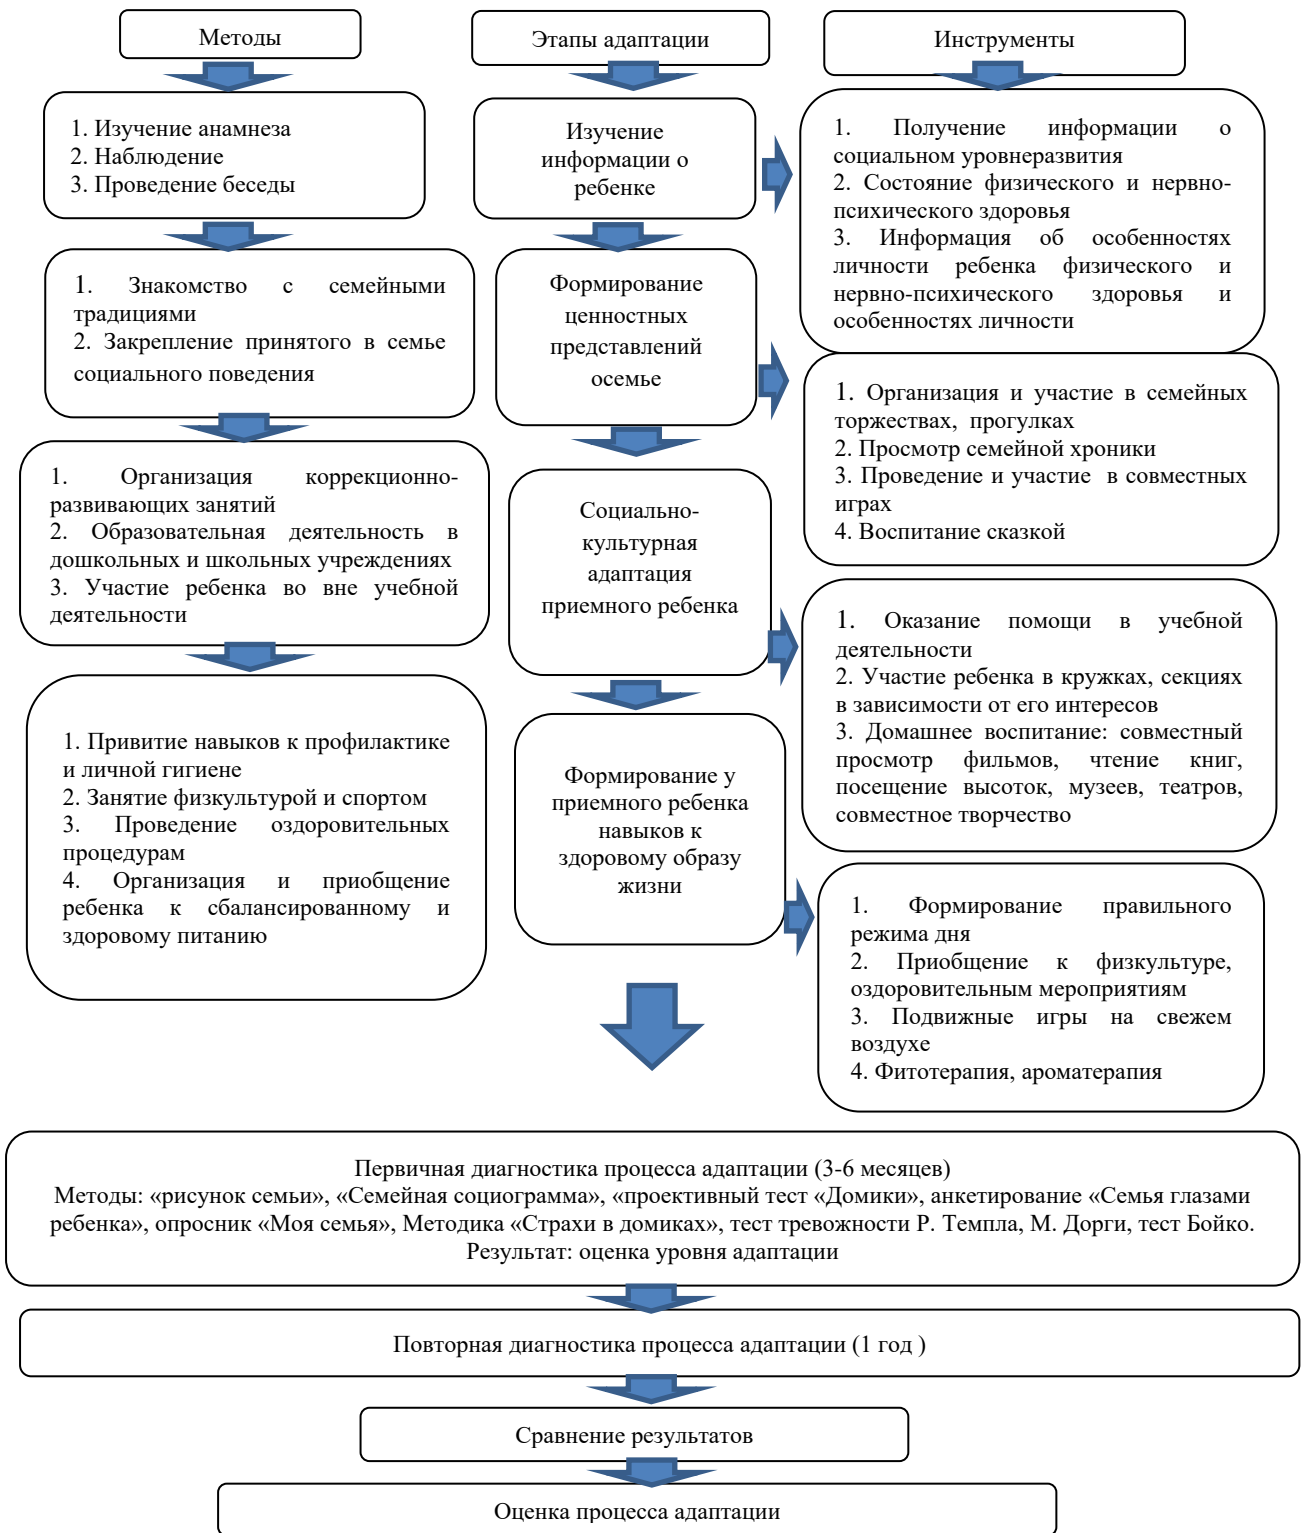 Методы
Этапы адаптации
Инструменты
1. Изучение анамнеза
2. Наблюдение
3. Проведение беседы
Изучение
информации о
ребенке
1. Получение информации о
социальном уровнеразвития
2. Состояние физического и нервно-
психического здоровья
3. Информация об особенностях
личности ребенка физического и
нервно-психического здоровья и
особенностях личности
1. Знакомство с семейными
традициями
2. Закрепление принятого в семье
социального поведения
Формирование
ценностных
представлений
осемье
1. Организация и участие в семейных
торжествах, прогулках
2. Просмотр семейной хроники
3. Проведение и участие в совместных
играх
4. Воспитание сказкой
1. Организация коррекционно-
развивающих занятий
2. Образовательная деятельность в
дошкольных и школьных учреждениях
3. Участие ребенка во вне учебной
деятельности
Социально-
культурная
адаптация
приемного ребенка
1. Оказание помощи в учебной
деятельности
2. Участие ребенка в кружках, секциях
в зависимости от его интересов
3. Домашнее воспитание: совместный
просмотр фильмов, чтение книг,
посещение высоток, музеев, театров,
совместное творчество
1. Привитие навыков к профилактике
и личной гигиене
2. Занятие физкультурой и спортом
3. Проведение оздоровительных
процедурам
4. Организация и приобщение
ребенка к сбалансированному и
здоровому питанию
Формирование у
приемного ребенка
навыков к
здоровому образу
жизни
1. Формирование правильного
режима дня
2. Приобщение к физкультуре,
оздоровительным мероприятиям
3. Подвижные игры на свежем
воздухе
4. Фитотерапия, ароматерапия
Первичная диагностика процесса адаптации (3-6 месяцев)
Методы: «рисунок семьи», «Семейная социограмма», «проективный тест «Домики», анкетирование «Семья глазами
ребенка», опросник «Моя семья», Методика «Страхи в домиках», тест тревожности Р. Темпла, М. Дорги, тест Бойко.
Результат: оценка уровня адаптации
Повторная диагностика процесса адаптации (1 год )
Сравнение результатов
Оценка процесса адаптации